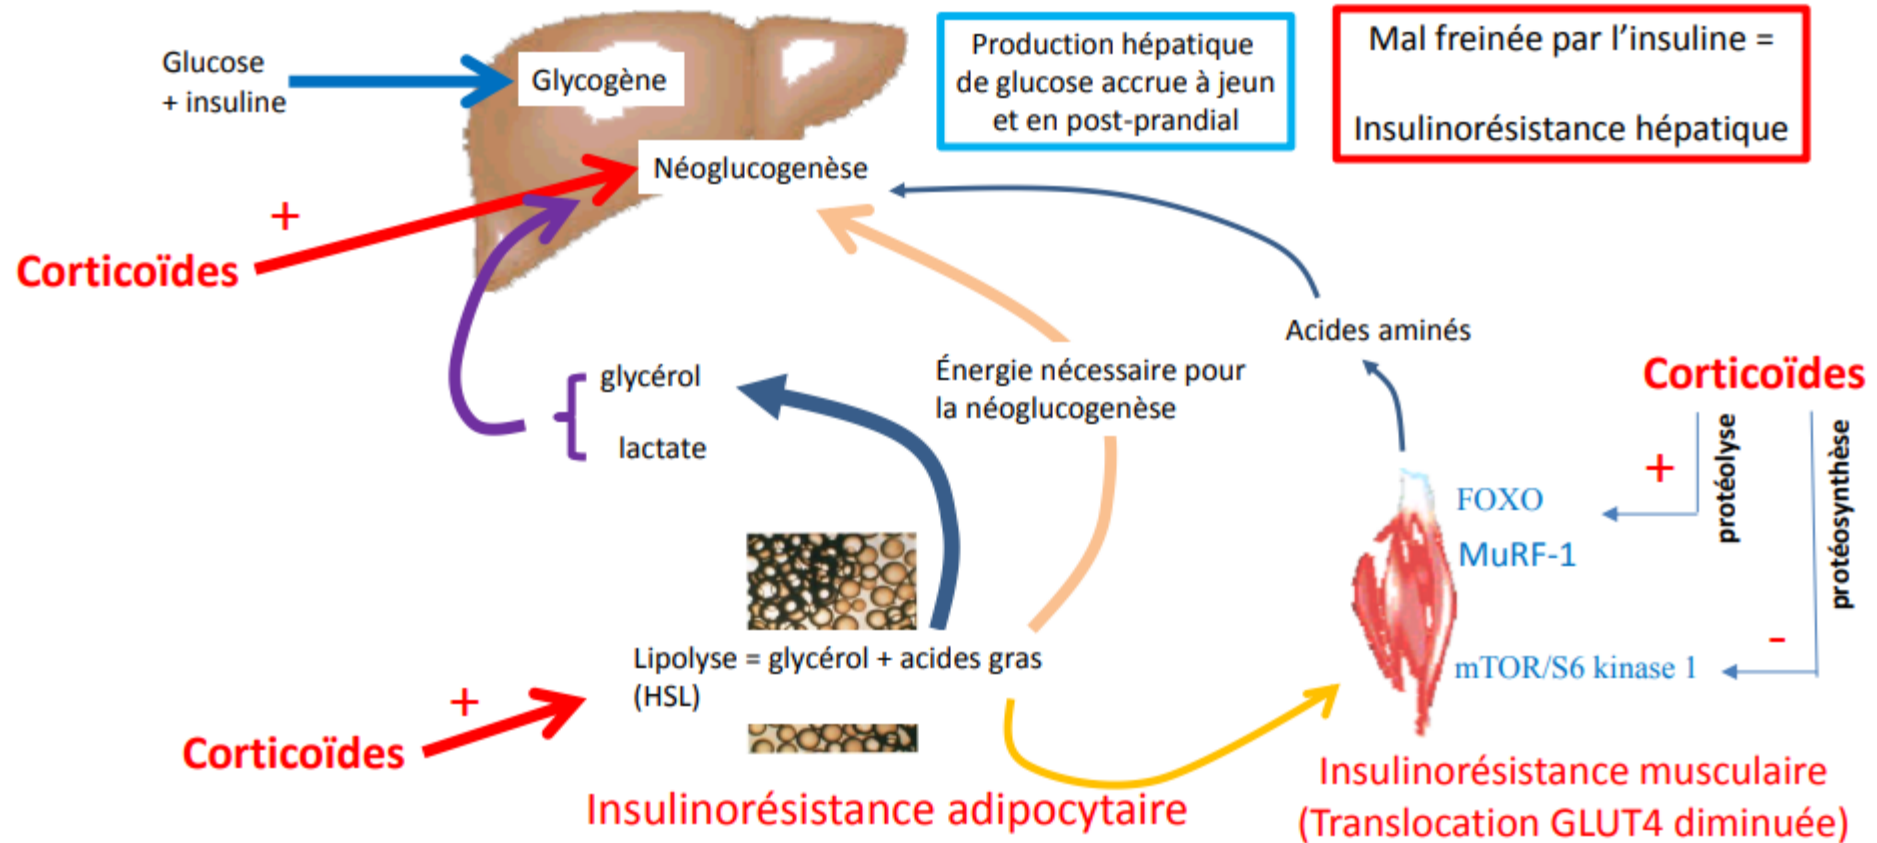 Glucose
+ insuline
Glycogène
Production hépatique
de glucose accrue à jeun
et en post-prandial
Mal freinée par l’insuline =
Insulinorésistance hépatique
Néoglucogenèse
+
Corticoïdes
glycérol
lactate
Énergie nécessaire pour
la néoglucogenèse
Acides aminés
Corticoïdes
+
protéolyse
protéosynthèse
FOXO
MuRF-1
-
mTOR/S6 kinase 1
Lipolyse = glycérol + acides gras
(HSL)
+
Corticoïdes
Insulinorésistance adipocytaire
Insulinorésistance musculaire
(Translocation GLUT4 diminuée)